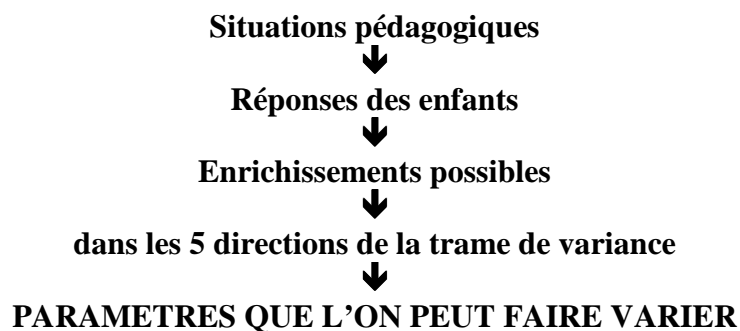 Situations pédagogiques
Réponses des enfants
Enrichissements possibles
dans les 5 directions de la trame de variance
PARAMETRES QUE L'ON PEUT FAIRE VARIER